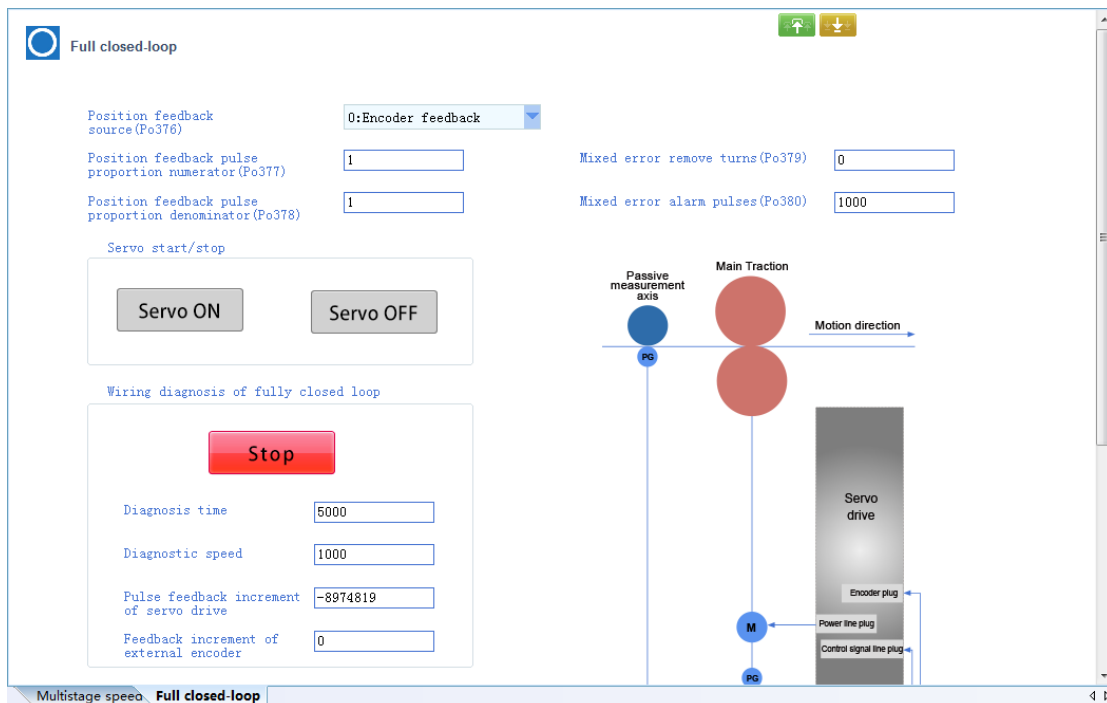 Full closed-loop
Position feedback
source(Po376)
0:Encoder feedback
Position feedback pulse
proportion numerator(Po377)
1
Mixed error remove turns(Po379)
0
Position feedback pulse
proportion denominator(Po378)
1
Mixed error alarm pulses(Po380)
1000
Servo start/stop
Servo ON
Servo OFF
Passive
measurement
axis
Main Traction
Motion direction
PG
Wiring diagnosis of fully closed loop
Stop
Diagnosis time
5000
Diagnostic speed
1000
Pulse feedback increment
of servo drive
-8974819
Feedback increment of
external encoder
0
Servo
drive
Encoder plug
M
Power line plug
Control signal line plug
PG
Multistage speed
Full closed-loop